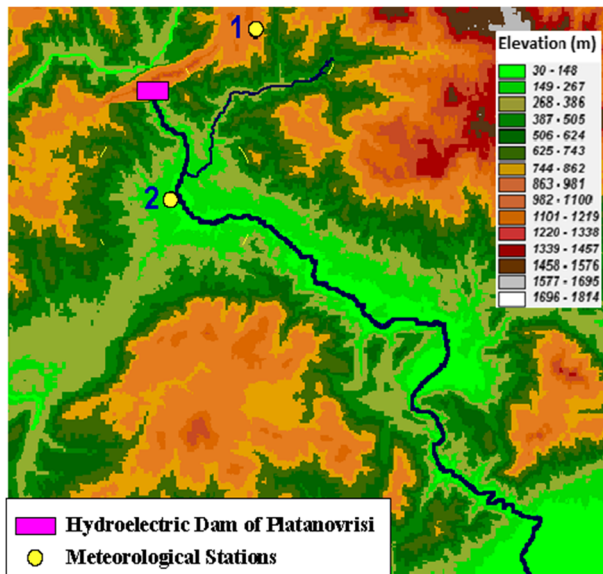 1
Elevation (m)
30 - 148
149 - 267
268 - 386
387 - 505
506 - 624
625 - 743
744 - 862
863 - 981
982 - 1100
1101 - 1219
1220 - 1338
1339 - 1457
1458 - 1576
1577 - 1695
1696 - 1814
2
Hydroelectric Dam of Platanovrisi
Meteorological Stations